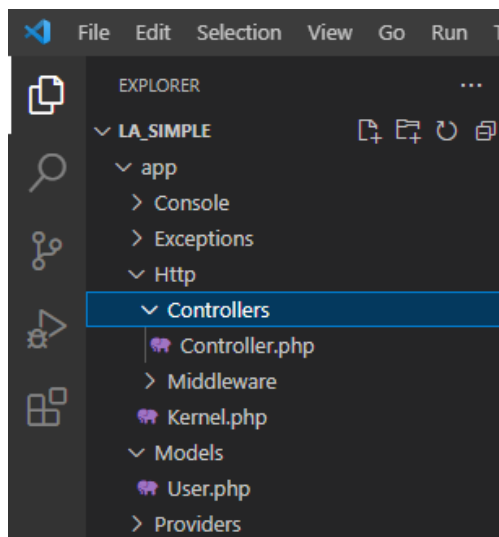 File Edit Selection View Go Run
EXPLORER
LA_SIMPLE
app
Console
Exceptions
Http
Controllers
Controller.php
Middleware
Kernel.php
Models
User.php
Providers